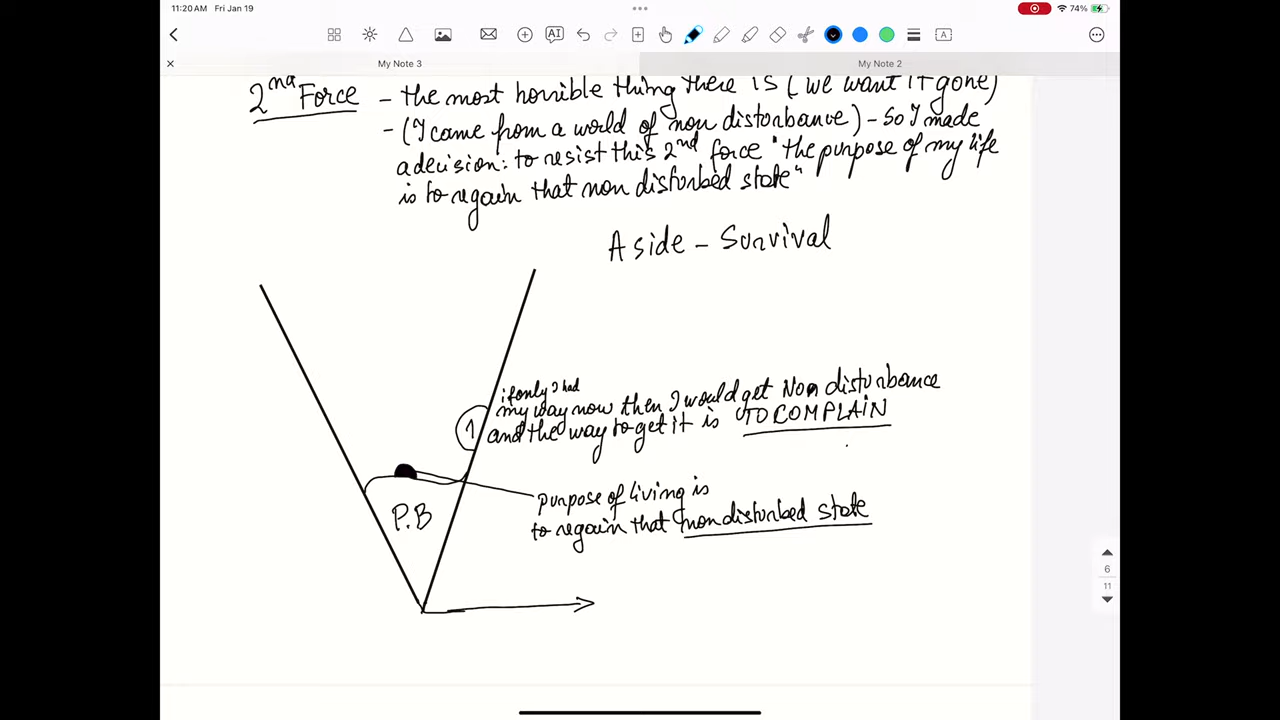 11:20 AM Fri Jan 19
74%
My Note 3
My Note 2
2nd Force - the most horrible thing there is (we want it gone)
- (I came from a world of non disturbance) - So I made
a decision: to resist this 2nd force "the purpose of my life
is to regain that non disturbed state"
A side - Survival
if only I had
1 my way now then I would get Non disturbance
and the way to get it is TO COMPLAIN
purpose of living is
P.B
to regain that non disturbed state
6
11